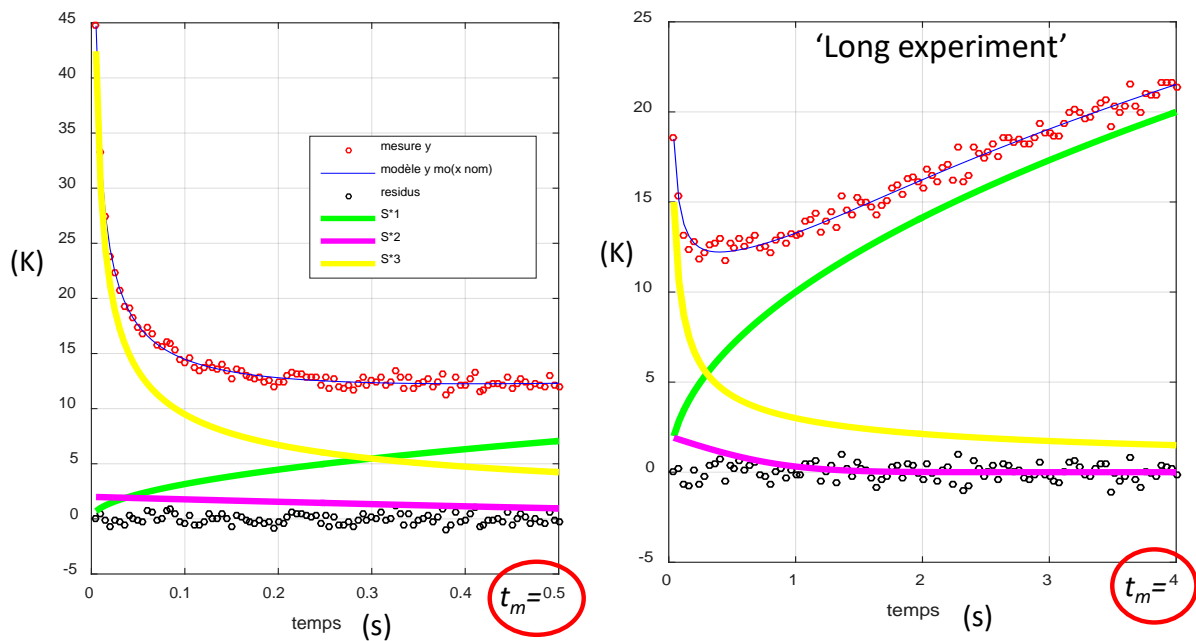 45
40
35
30
25
20
15
10
5
0
-5
(K)
mesure y
modèle y mo(x nom)
residus
S*1
S*2
S*3
0
0.1
0.2
0.3
0.4
0.5
t_m=
temps
(s)
'Long experiment'
25
20
15
10
5
0
-5
(K)
0
1
2
3
4
t_m=
temps
(s)